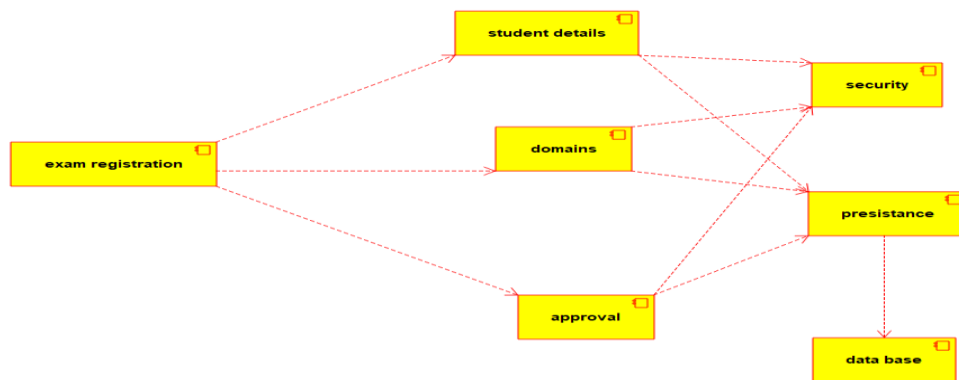 student details
security
domains
exam registration
presistance
approval
data base